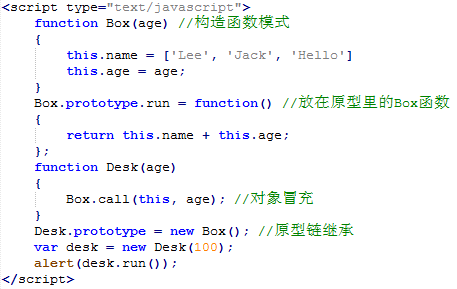 <script type="text/javascript">
    function Box(age) //构造函数模式
    {
        this.name = ['Lee', 'Jack', 'Hello']
        this.age = age;
    }
    Box.prototype.run = function() //放在原型里的Box函数
    {
        return this.name + this.age;
    };
    function Desk(age)
    {
        Box.call(this, age); //对象冒充
    }
    Desk.prototype = new Box(); //原型链继承
    var desk = new Desk(100);
    alert(desk.run());
</script>